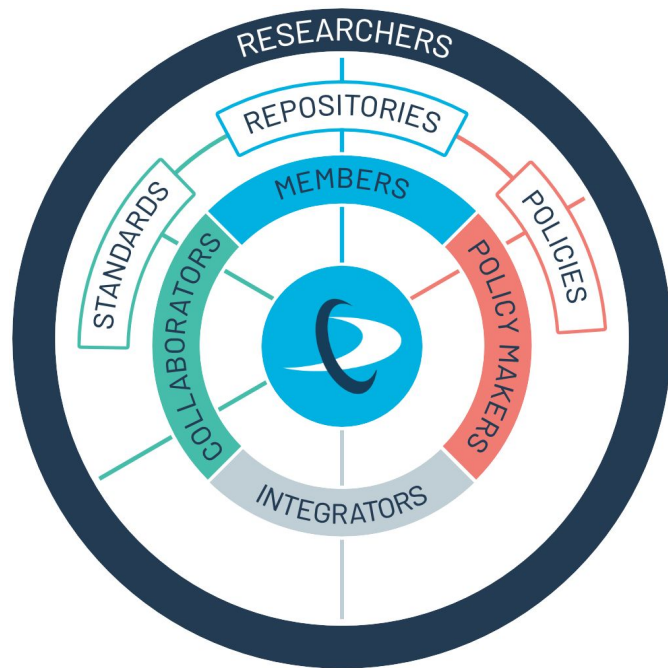 RESEARCHERS
REPOSITORIES
STANDARDS
POLICIES
MEMBERS
COLLABORATORS
POLICY MAKERS
INTEGRATORS